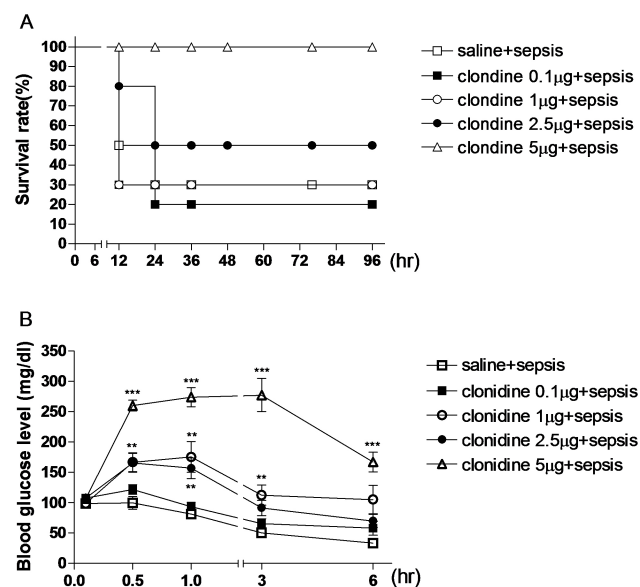 A
Survival rate(%)
100
90
80
70
60
50
40
30
20
10
0
0 6 12 24 36 48 60 72 84 96 (hr)
saline+sepsis
clondine 0.1μg+sepsis
clondine 1μg+sepsis
clondine 2.5μg+sepsis
clondine 5μg+sepsis
B
Blood glucose level (mg/dl)
350
300
250
200
150
100
50
0
0.0 0.5 1.0 3 6 (hr)
*** *** *** ***
** ** ** **
saline+sepsis
clonidine 0.1μg+sepsis
clonidine 1μg+sepsis
clonidine 2.5μg+sepsis
clonidine 5μg+sepsis